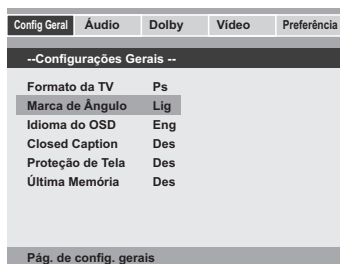 Config Geral Áudio Dolby Vídeo Preferência
--Configurações Gerais --
Formato da TV Ps
Marca de Ângulo Lig
Idioma do OSD Eng
Closed Caption Des
Proteção de Tela Des
Última Memória Des
Pág. de config. gerais